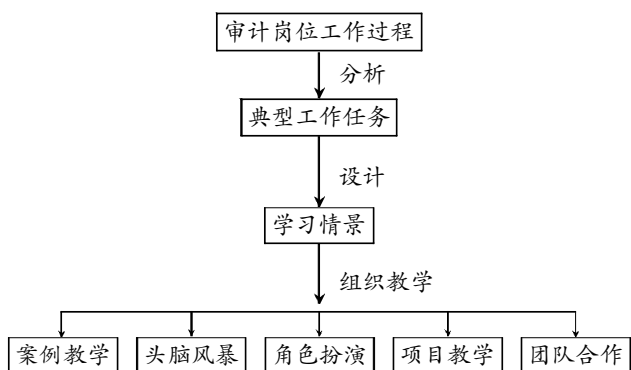 审计岗位工作过程
分析
典型工作任务
设计
学习情景
组织教学
案例教学 头脑风暴 角色扮演 项目教学 团队合作